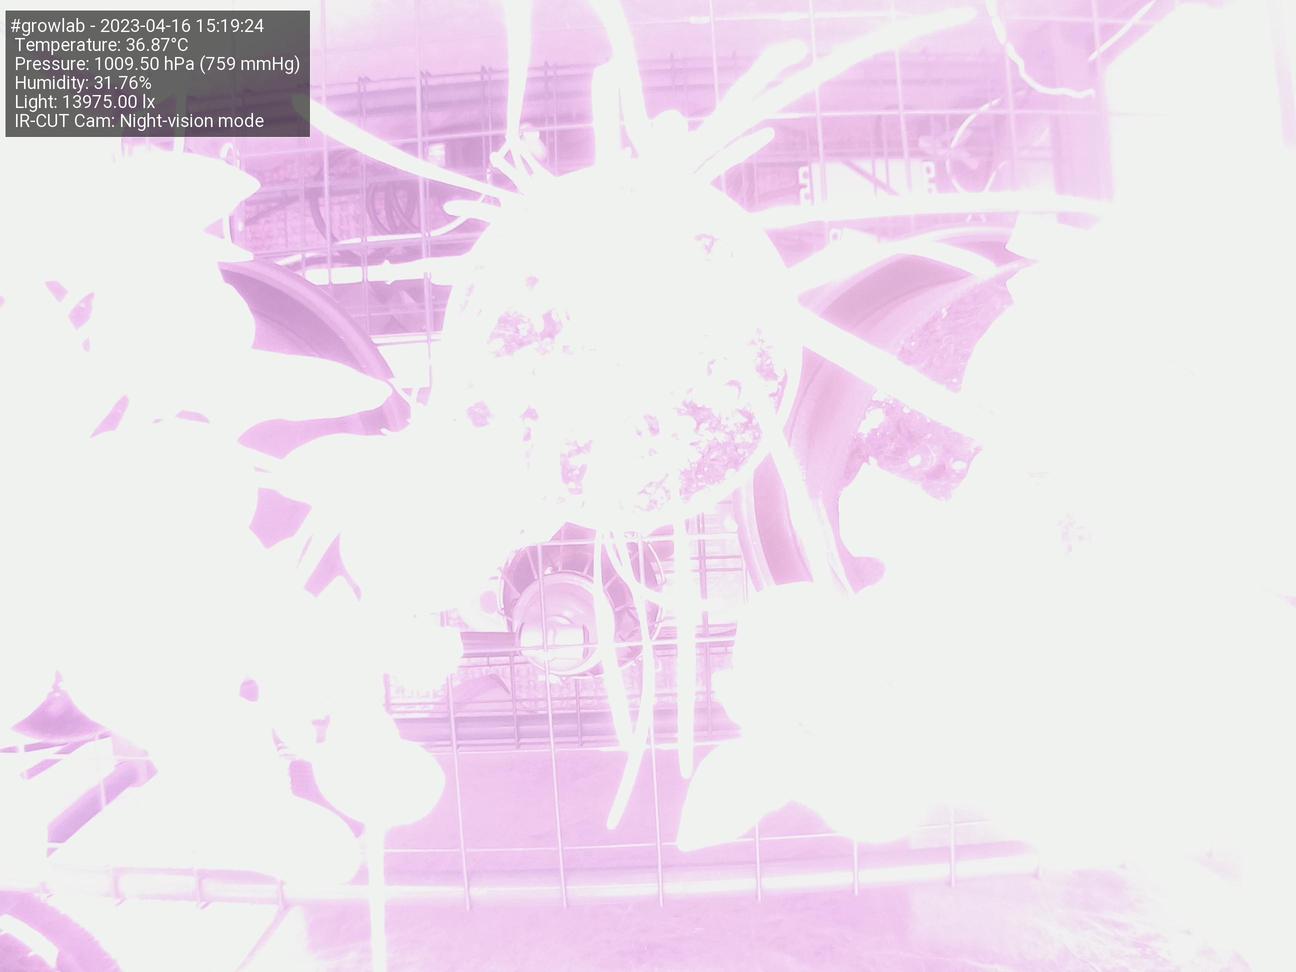 #growlab - 2023-04-16 15:19:24
Temperature: 36.87°C
Pressure: 1009.50 hPa (759 mmHg)
Humidity: 31.76%
Light: 13975.00 lx
IR-CUT Cam: Night-vision mode